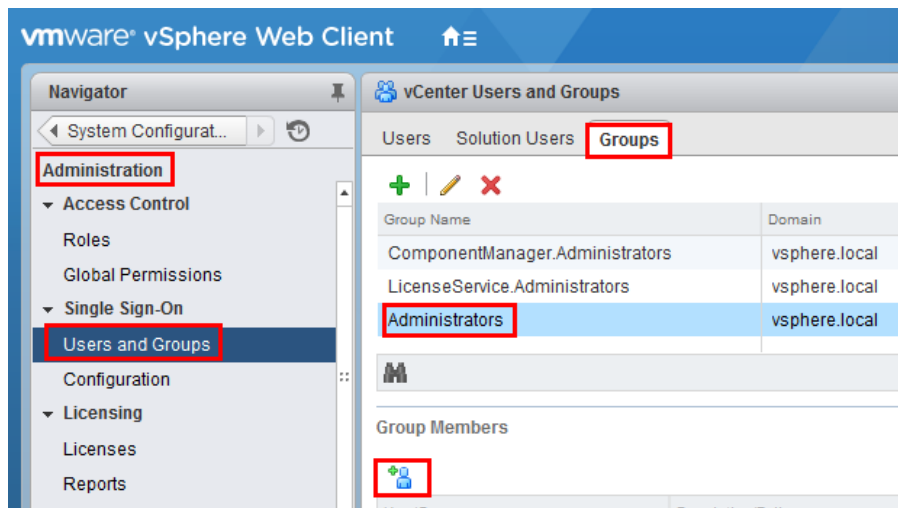 vmware® vSphere Web Client
Navigator
System Configurat...
Administration
Access Control
Roles
Global Permissions
Single Sign-On
Users and Groups
Configuration
Licensing
Licenses
Reports
vCenter Users and Groups
Users Solution Users Groups
Group Name Domain
ComponentManager.Administrators vsphere.local
LicenseService.Administrators vsphere.local
Administrators vsphere.local
Group Members